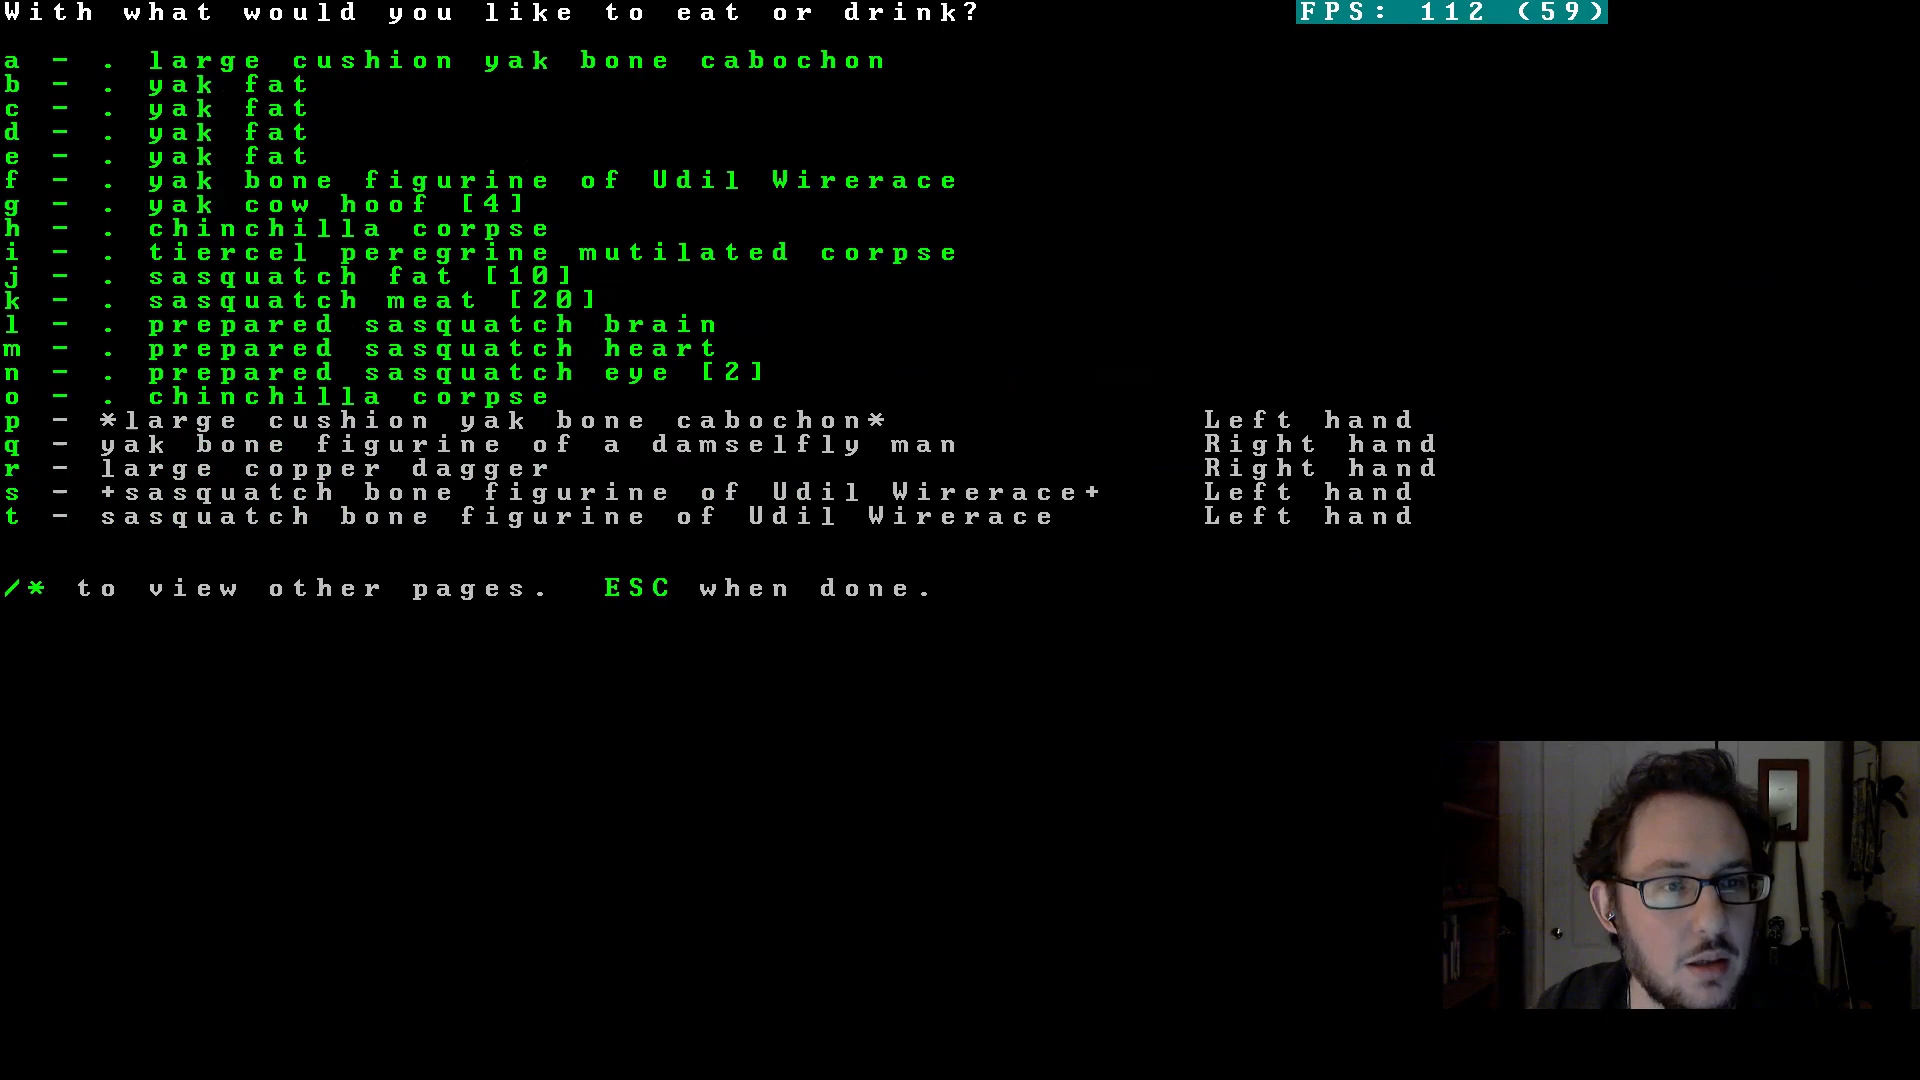 With what would you like to eat or drink? FPS: 112 (59)
a - . large cushion yak bone cabochon
b - . yak fat
c - . yak fat
d - . yak fat
e - . yak fat
f - . yak bone figurine of Udil Wirerace
g - . yak cow hoof [4]
h - . chinchilla corpse
i - . tiercel peregrine mutilated corpse
j - . sasquatch fat [10]
k - . sasquatch meat [20]
l - . prepared sasquatch brain
m - . prepared sasquatch heart
n - . prepared sasquatch eye [2]
o - . chinchilla corpse
p - *large cushion yak bone cabochon* Left hand
q - yak bone figurine of a damselfly man Right hand
r - large copper dagger Right hand
s - +sasquatch bone figurine of Udil Wirerace+ Left hand
t - sasquatch bone figurine of Udil Wirerace Left hand
/* to view other pages. ESC when done.